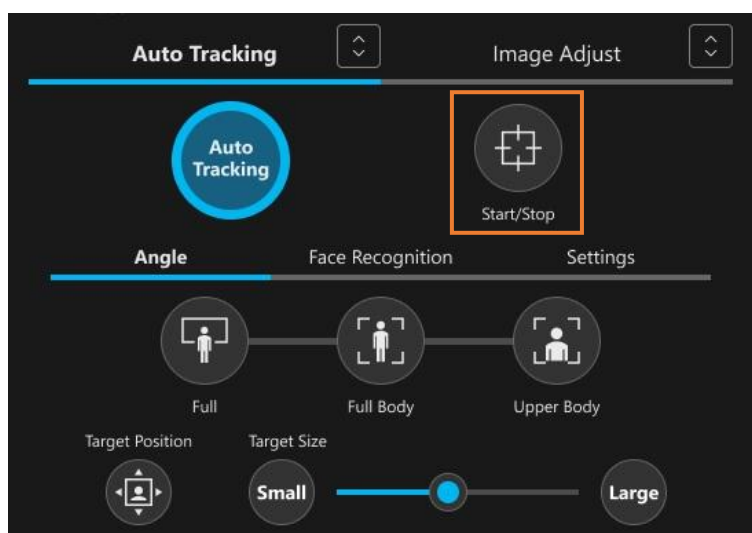 Auto Tracking
Image Adjust
Auto
Tracking
Start/Stop
Angle
Face Recognition
Settings
Full
Full Body
Upper Body
Target Position
Target Size
Small
Large